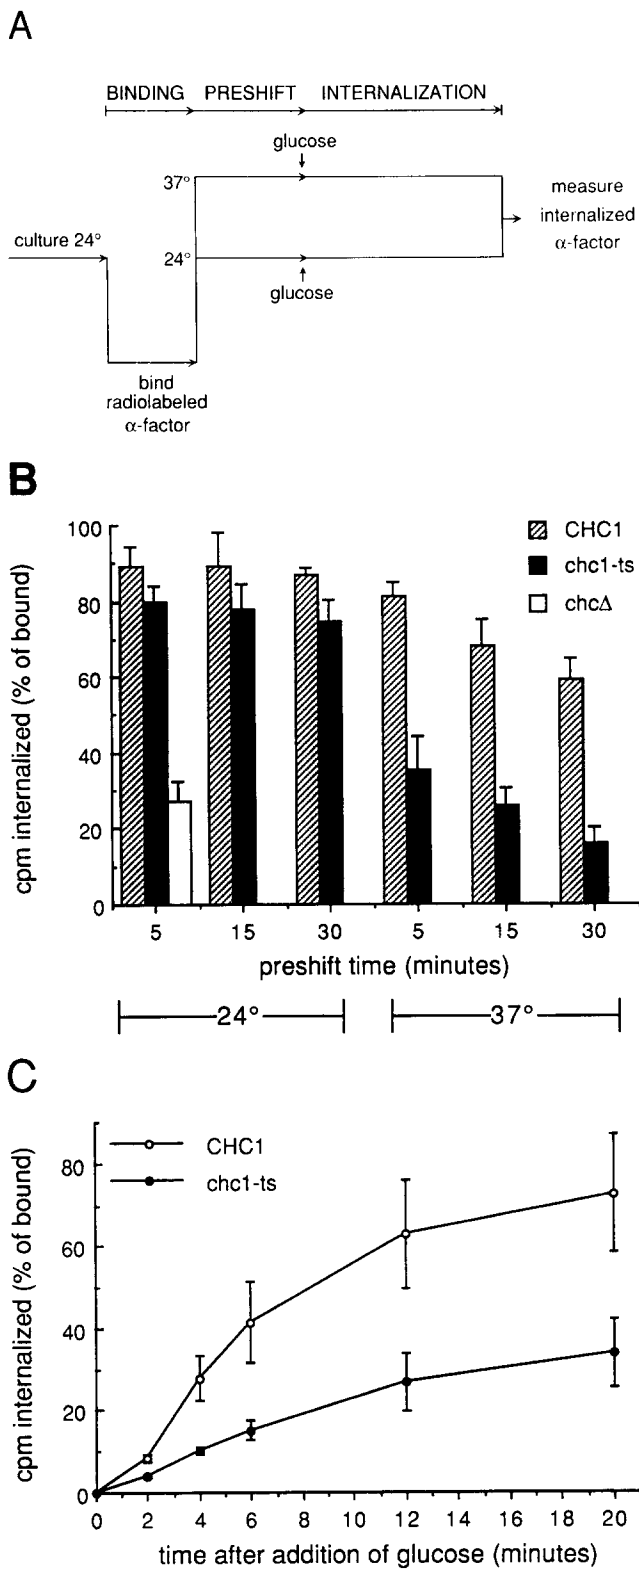 A
BINDING PRESHIFT INTERNALIZATION
glucose
37°
measure
internalized
α-factor
culture 24°
24°
glucose
bind
radiolabeled
α-factor
B
cpm internalized (% of bound)
100
80
60
40
20
0
CHC1
chc1-ts
chcΔ
5 15 30 5 15 30
preshift time (minutes)
24° 37°
C
cpm internalized (% of bound)
80
60
40
20
0
CHC1
chc1-ts
0 2 4 6 8 10 12 14 16 18 20
time after addition of glucose (minutes)